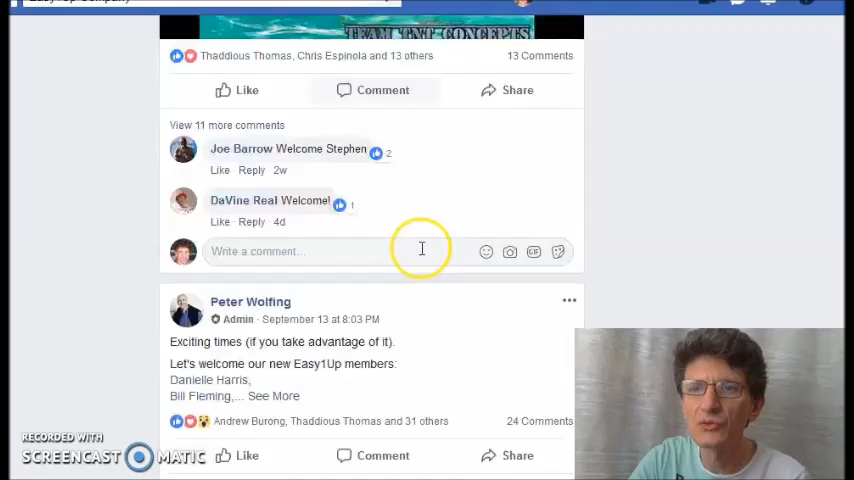 Easy1Up Company
TEAM TNT CONCEPTS
Thaddious Thomas, Chris Espinola and 13 others 13 Comments
Like Comment Share
View 11 more comments
Joe Barrow Welcome Stephen 2
Like · Reply · 2w
DaVine Real Welcome! 1
Like · Reply · 4d
Write a comment... GIF
Peter Wolfing
Admin · September 13 at 8:03 PM
Exciting times (if you take advantage of it).
Let's welcome our new Easy1Up members:
Danielle Harris,
Bill Fleming,... See More
Andrew Burong, Thaddious Thomas and 31 others 24 Comments
Like Comment Share
RECORDED WITH
SCREENCAST MATIC